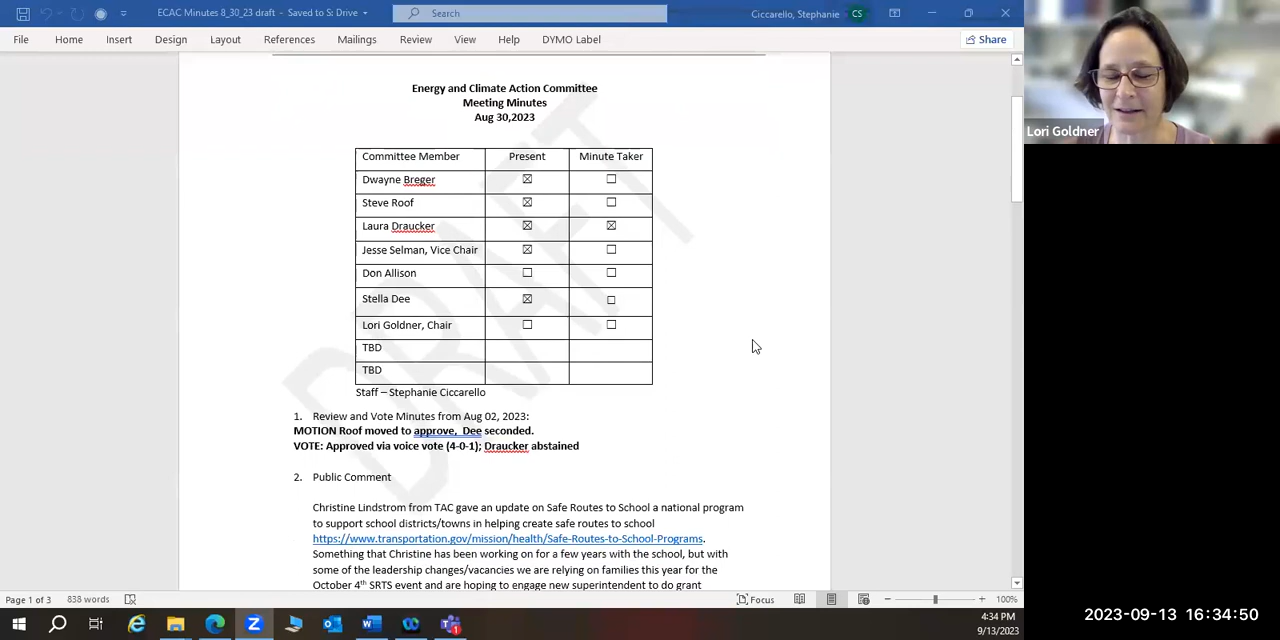 ECAC Minutes 8_30_23 draft - Saved to S: Drive
Search
Ciccarello, Stephanie CS
File Home Insert Design Layout References Mailings Review View Help DYMO Label Share
Energy and Climate Action Committee
Meeting Minutes
Aug 30,2023
Committee Member Present Minute Taker
Dwayne Breger ☒ ☐
Steve Roof ☒ ☐
Laura Draucker ☒ ☒
Jesse Selman, Vice Chair ☒ ☐
Don Allison ☐ ☐
Stella Dee ☒ ☐
Lori Goldner, Chair ☐ ☐
TBD
TBD
Staff – Stephanie Ciccarello
1. Review and Vote Minutes from Aug 02, 2023:
MOTION Roof moved to approve, Dee seconded.
VOTE: Approved via voice vote (4-0-1); Draucker abstained
2. Public Comment
Christine Lindstrom from TAC gave an update on Safe Routes to School a national program
to support school districts/towns in helping create safe routes to school
https://www.transportation.gov/mission/health/Safe-Routes-to-School-Programs.
Something that Christine has been working on for a few years with the school, but with
some of the leadership changes/vacancies we are relying on families this year for the
October 4th SRTS event and are hoping to engage new superintendent to do grant
DRAFT
Page 1 of 3 838 words Focus 100%
4:34 PM
9/13/2023
Lori Goldner
2023-09-13 16:34:50